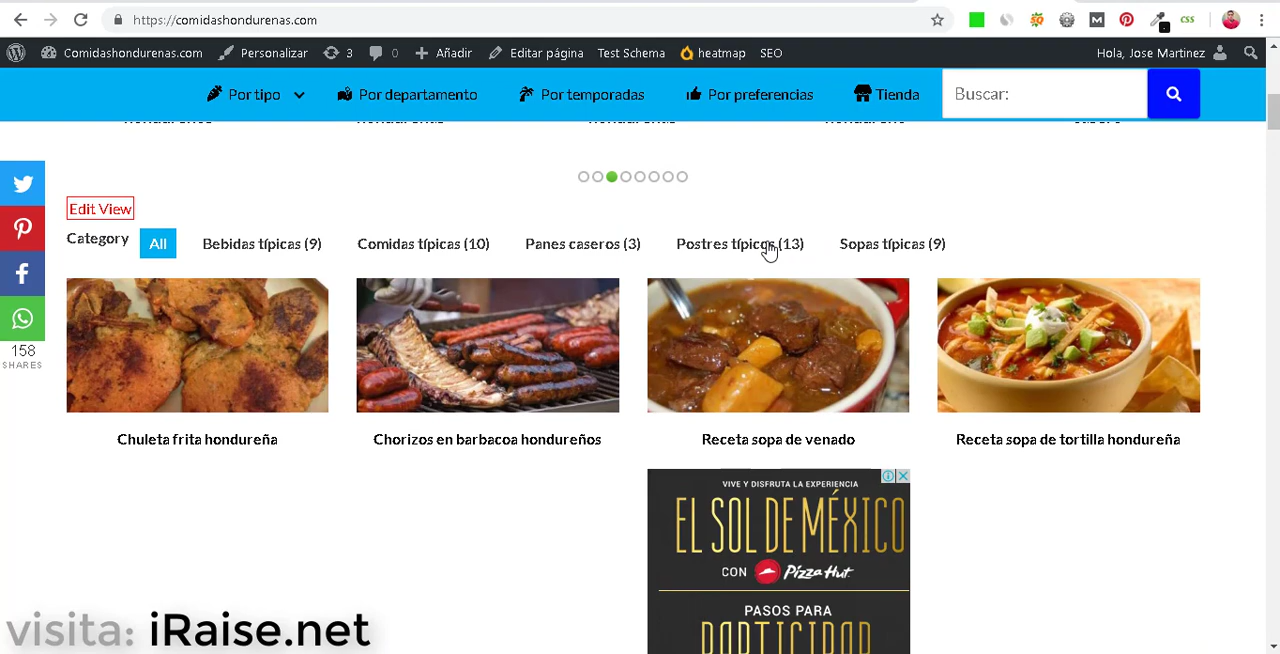 https://comidashondurenas.com
M
css
Comidashondurenas.com Personalizar 3 0 Añadir Editar página Test Schema heatmap SEO Hola, Jose Martinez
Por tipo Por departamento Por temporadas Por preferencias Tienda Buscar:
Edit View
Category All Bebidas típicas (9) Comidas típicas (10) Panes caseros (3) Postres típicos (13) Sopas típicas (9)
158
SHARES
Chuleta frita hondureña Chorizos en barbacoa hondureños Receta sopa de venado Receta sopa de tortilla hondureña
VIVE Y DISFRUTA LA EXPERIENCIA
EL SOL DE MÉXICO
CON Pizza Hut
PASOS PARA
PARTICIPAR
visita: iRaise.net